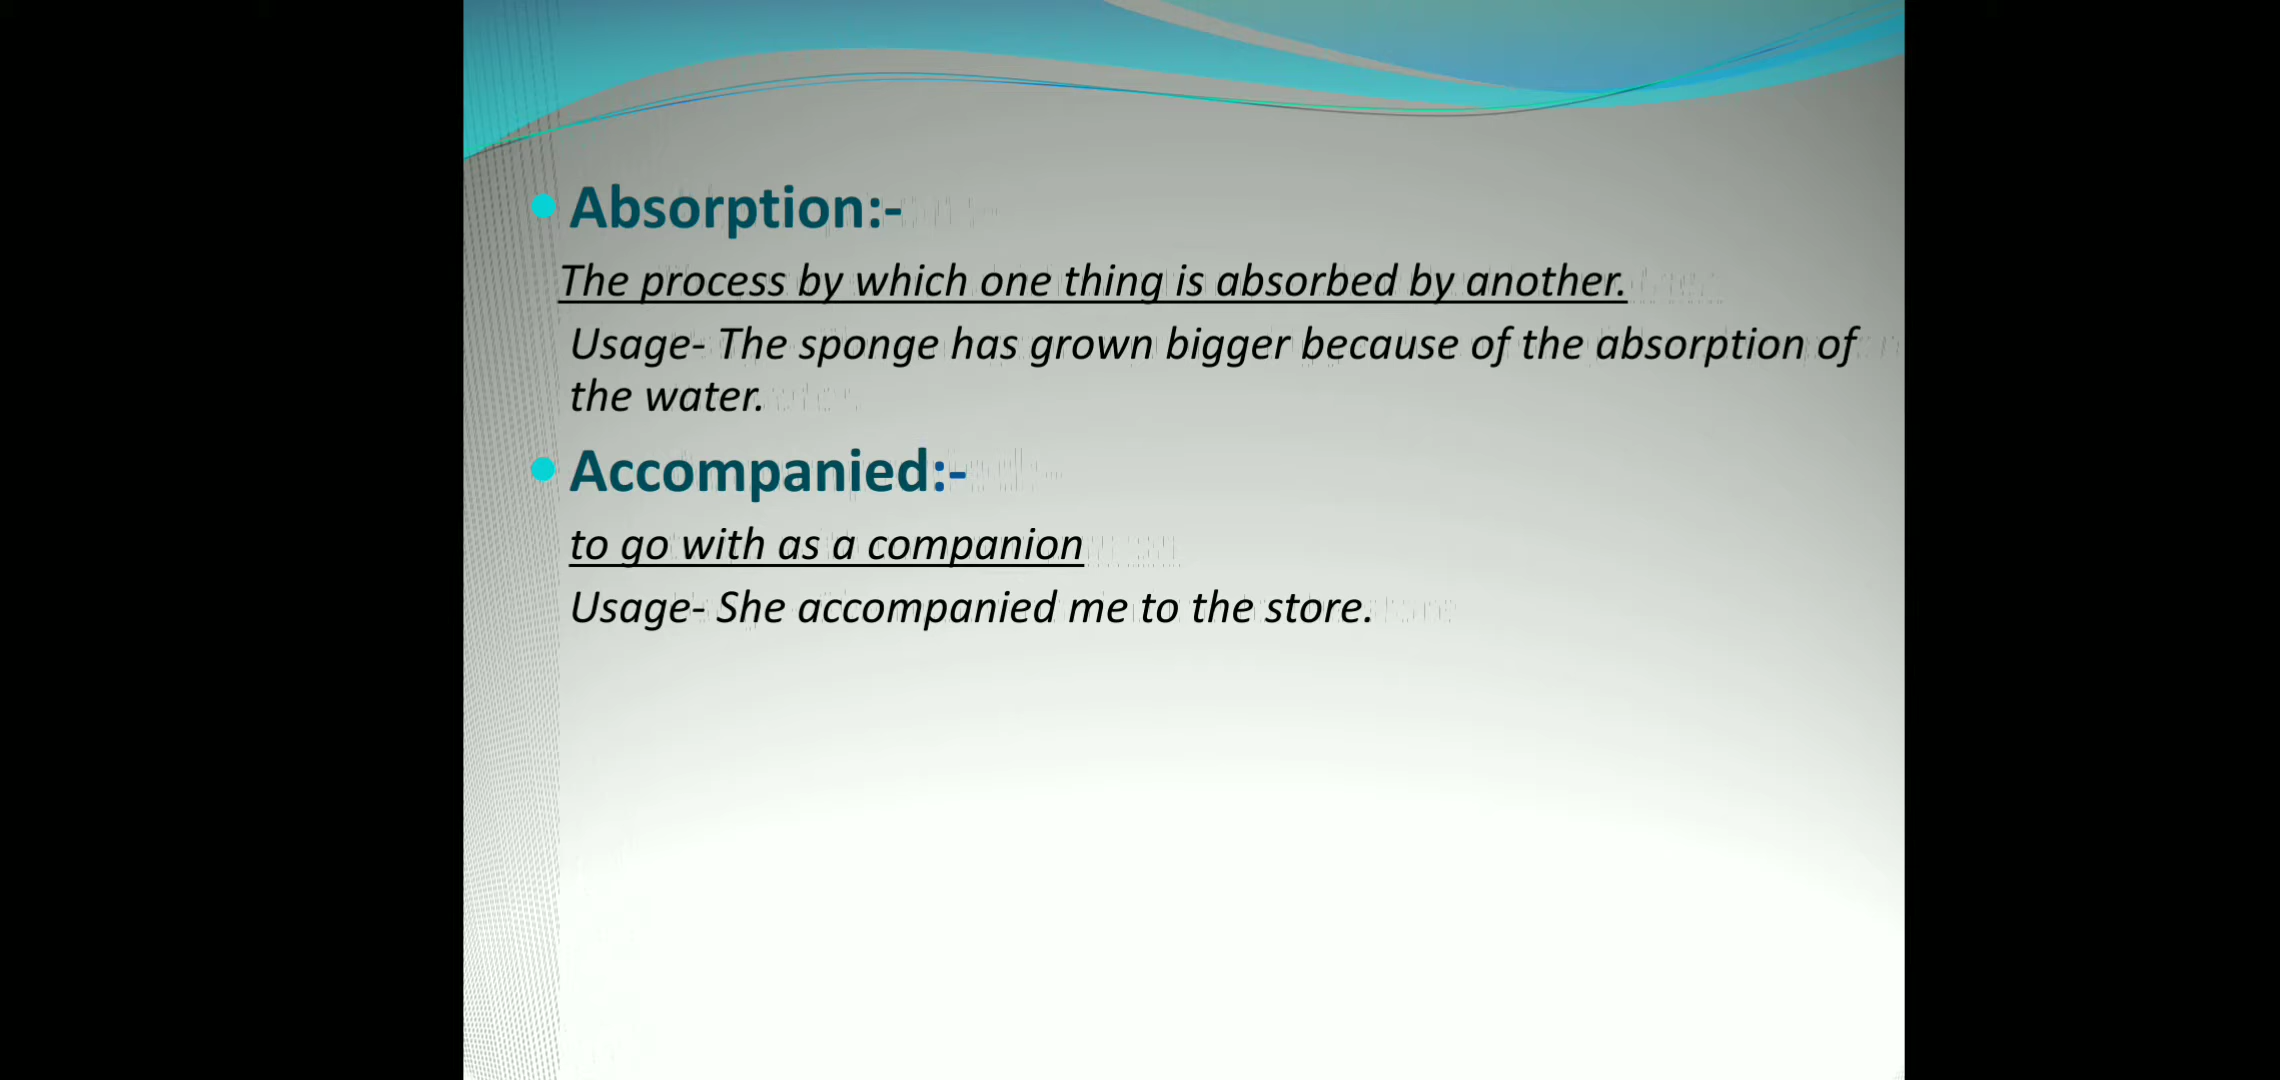 Absorption:-
The process by which one thing is absorbed by another.
Usage- The sponge has grown bigger because of the absorption of
the water.
Accompanied:-
to go with as a companion
Usage- She accompanied me to the store.